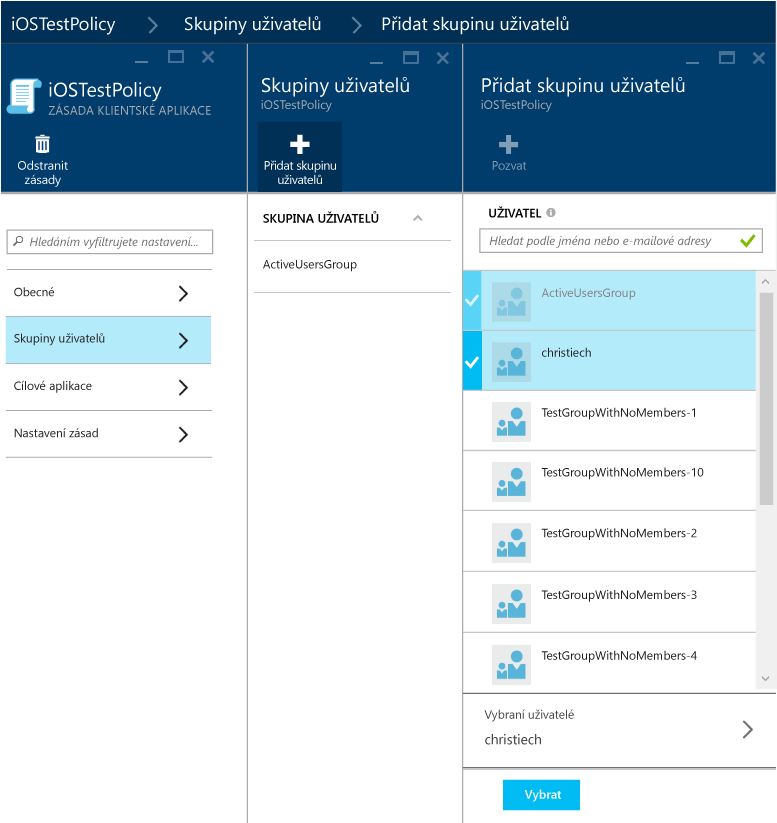 iOSTestPolicy
Skupiny uživatelů
Přidat skupinu uživatelů
iOSTestPolicy
ZÁSADA KLIENTSKÉ APLIKACE
Odstranit
zásady
Hledáním vyfiltrujete nastavení...
Obecné
Skupiny uživatelů
Cílové aplikace
Nastavení zásad
Skupiny uživatelů
iOSTestPolicy
Přidat skupinu
uživatelů
SKUPINA UŽIVATELŮ
ActiveUsersGroup
Přidat skupinu uživatelů
iOSTestPolicy
Pozvat
UŽIVATEL
Hledat podle jména nebo e-mailové adresy
ActiveUsersGroup
christiech
TestGroupWithNoMembers-1
TestGroupWithNoMembers-10
TestGroupWithNoMembers-2
TestGroupWithNoMembers-3
TestGroupWithNoMembers-4
Vybraní uživatelé
christiech
Vybrat